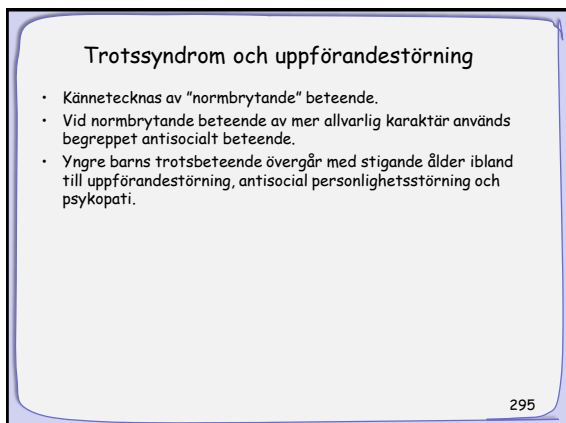 Trotssyndrom och uppförandestörning
• Kännetecknas av ”normbrytande” beteende.
• Vid normbrytande beteende av mer allvarlig karaktär används
begreppet antisocialt beteende.
• Yngre barns trotsbeteende övergår med stigande ålder ibland
till uppförandestörning, antisocial personlighetsstörning och
psykopati.
295